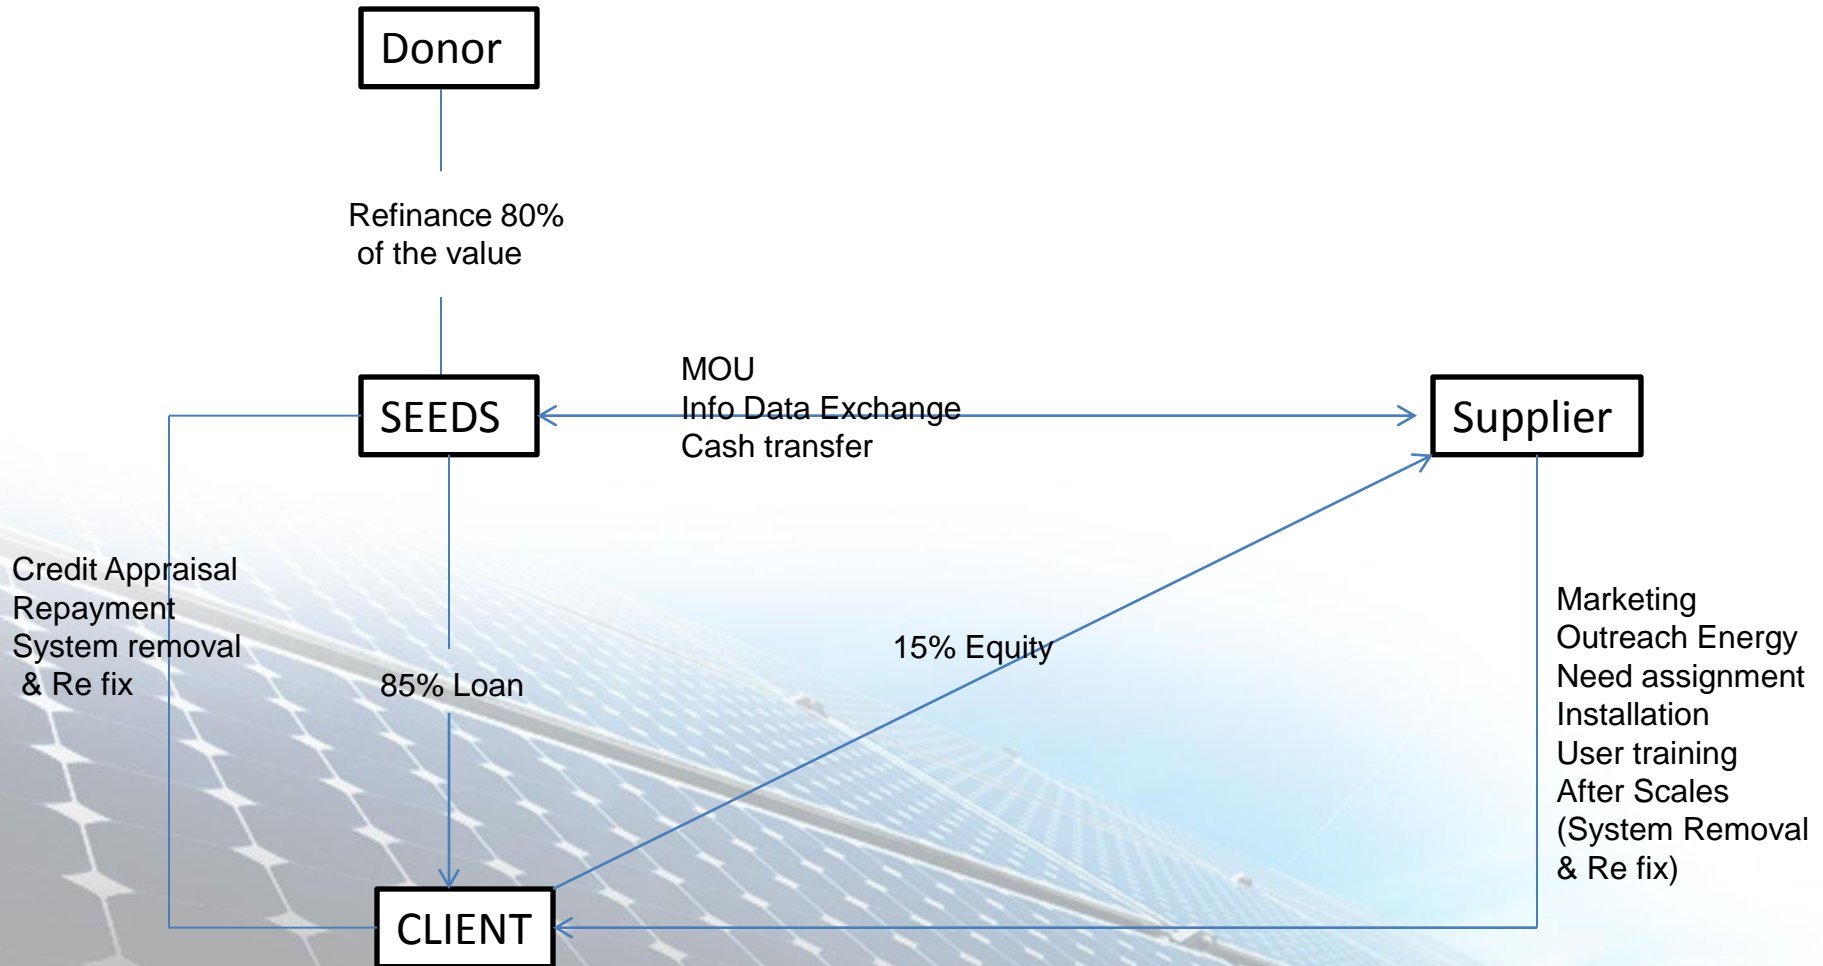 Donor
Refinance 80%
of the value
MOU
Info Data Exchange
Cash transfer
SEEDS
Supplier
Credit Appraisal
Repayment
System removal
& Re fix
85% Loan
15% Equity
Marketing
Outreach Energy
Need assignment
Installation
User training
After Scales
(System Removal
& Re fix)
CLIENT